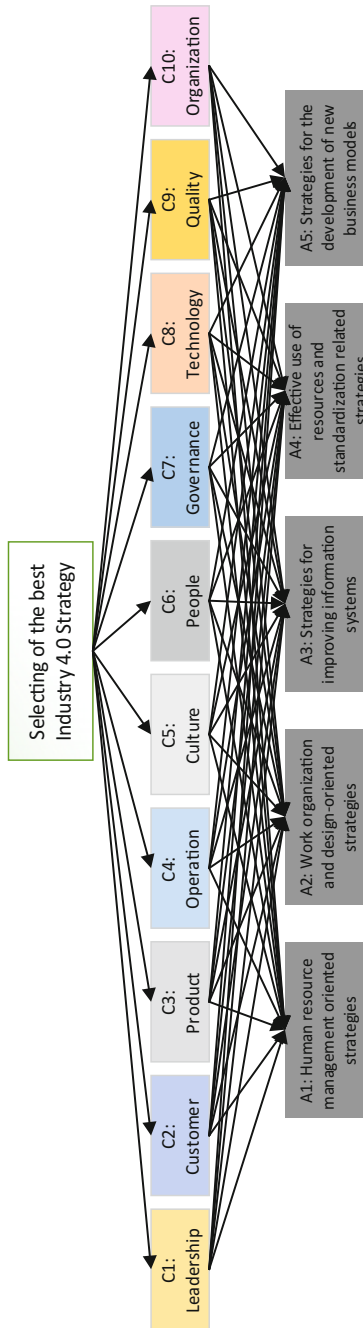 Selecting of the best
Industry 4.0 Strategy
C1:
Leadership
C2:
Customer
C3:
Product
C4:
Operation
C5:
Culture
C6:
People
C7:
Governance
C8:
Technology
C9:
Quality
C10:
Organization
A1: Human resource
management oriented
strategies
A2: Work organization
and design-oriented
strategies
A3: Strategies for
improving information
systems
A4: Effective use of
resources and
standardization related
strategies
A5: Strategies for the
development of new
business models